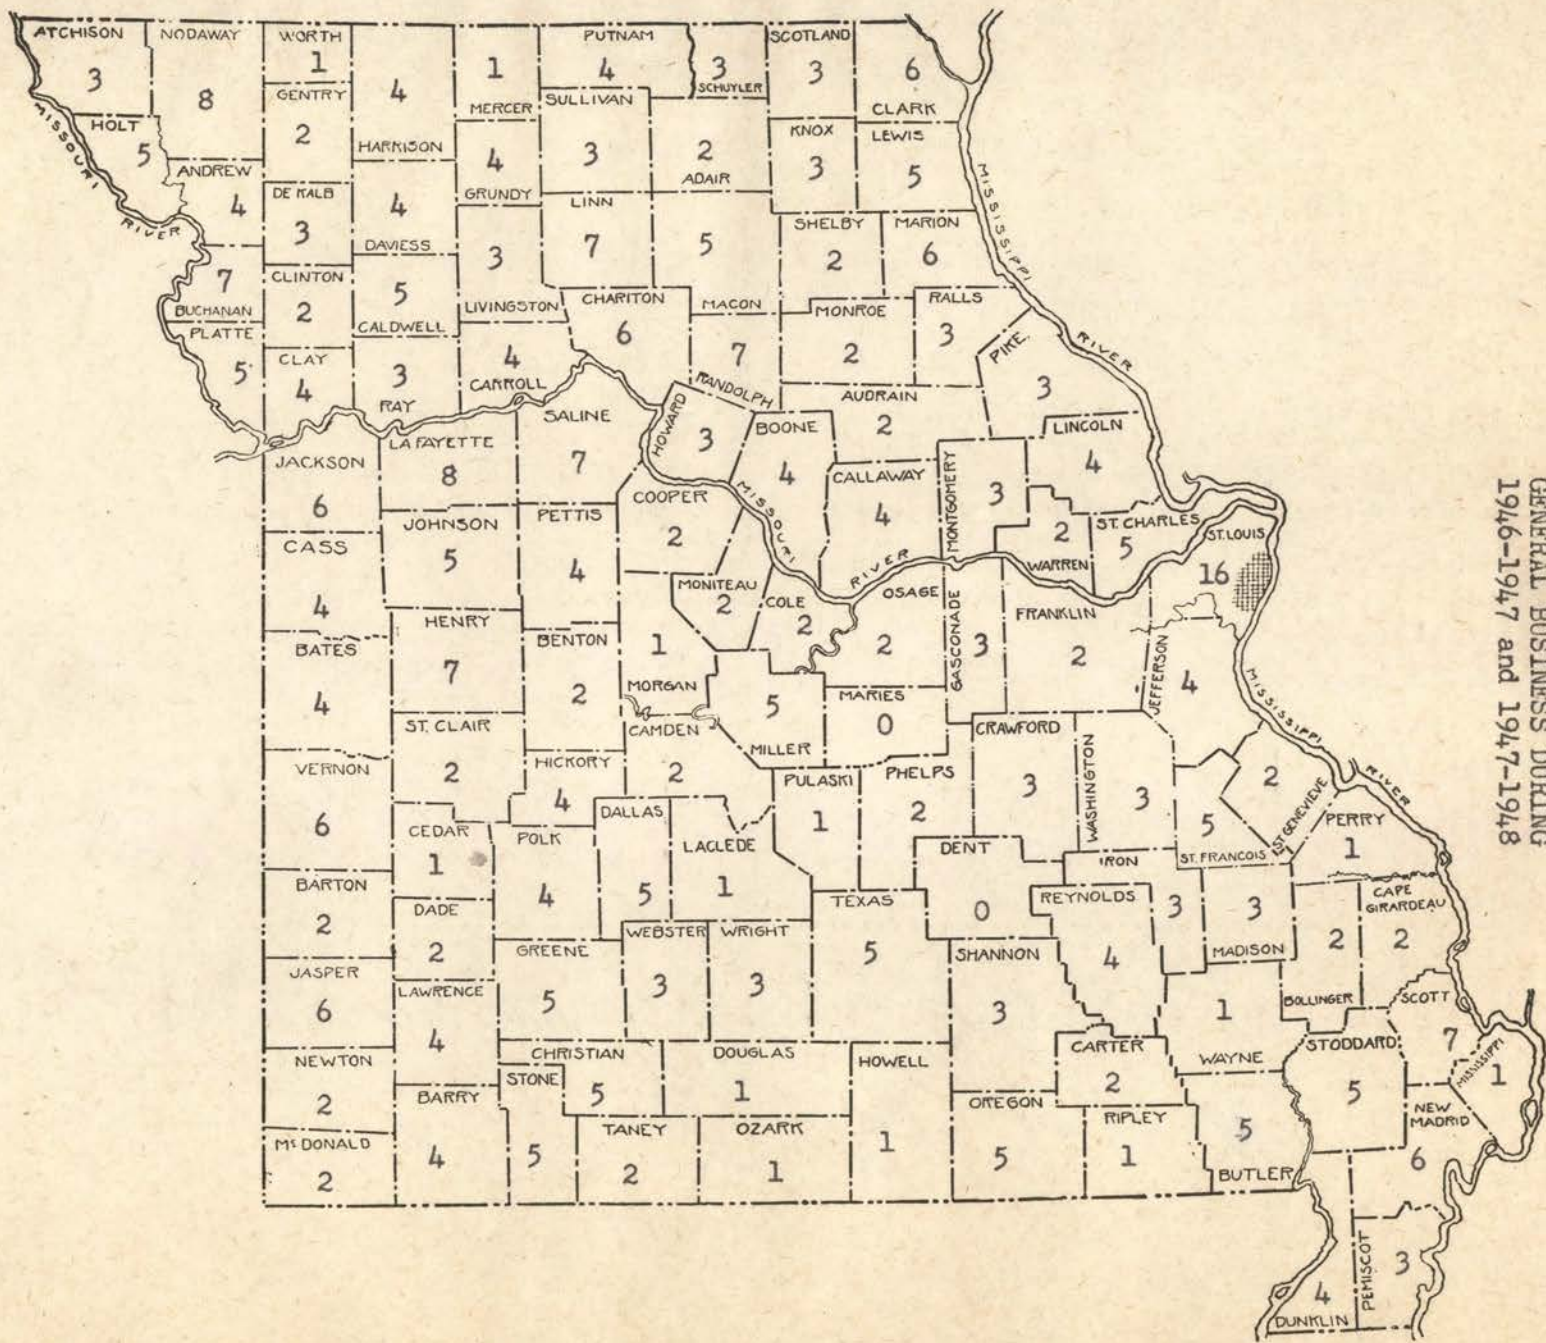 ATCHISON
3
NODAWAY
8
WORTH
1
GENTRY
2
4
HARRISON
1
MERCER
PUTNAM
4
3
SCHUYLER
SCOTLAND
3
6
CLARK
HOLT
5
ANDREW
4
DE KALB
3
4
DAVIESS
4
GRUNDY
SULLIVAN
3
2
ADAIR
KNOX
3
LEWIS
5
MISSOURI
RIVER
MISSISSIPPI
RIVER
7
BUCHANAN
CLINTON
2
5
CALDWELL
3
LIVINGSTON
LINN
7
5
MACON
SHELBY
2
MARION
6
PLATTE
5
CLAY
4
3
RAY
4
CARROLL
CHARITON
6
7
RANDOLPH
MONROE
2
RALLS
3
PIKE
3
JACKSON
6
LA FAYETTE
8
SALINE
7
HOWARD
3
BOONE
4
AUDRAIN
2
CALLAWAY
4
MONTGOMERY
3
LINCOLN
4
2
WARREN
ST. CHARLES
5
ST. LOUIS
16
CASS
4
JOHNSON
5
PETTIS
4
COOPER
2
MISSOURI
RIVER
MONITEAU
2
COLE
2
OSAGE
2
GASCONADE
3
FRANKLIN
2
JEFFERSON
4
BATES
4
HENRY
7
BENTON
2
1
MORGAN
CAMDEN
2
5
MILLER
MARIES
0
CRAWFORD
3
WASHINGTON
3
MISSISSIPPI
RIVER
VERNON
6
ST. CLAIR
2
HICKORY
4
DALLAS
5
LACLEDE
1
PULASKI
1
PHELPS
2
DENT
0
IRON
3
5
ST. FRANCOIS
2
ST GENEVIEVE
PERRY
1
BARTON
2
CEDAR
1
POLK
4
DADE
2
WEBSTER
3
WRIGHT
3
TEXAS
5
SHANNON
3
REYNOLDS
4
3
MADISON
2
BOLLINGER
CAPE
GIRARDEAU
2
JASPER
6
LAWRENCE
4
GREENE
5
CHRISTIAN
5
DOUGLAS
1
HOWELL
1
OREGON
5
CARTER
2
1
WAYNE
STODDARD
5
SCOTT
7
MISSISSIPPI
1
NEWTON
2
BARRY
4
STONE
5
TANEY
2
OZARK
1
RIPLEY
1
5
BUTLER
NEW
MADRID
6
Mc DONALD
2
4
DUNKLIN
PEMISCOT
3
GENERAL BUSINESS DURING
1946-1947 and 1947-1948